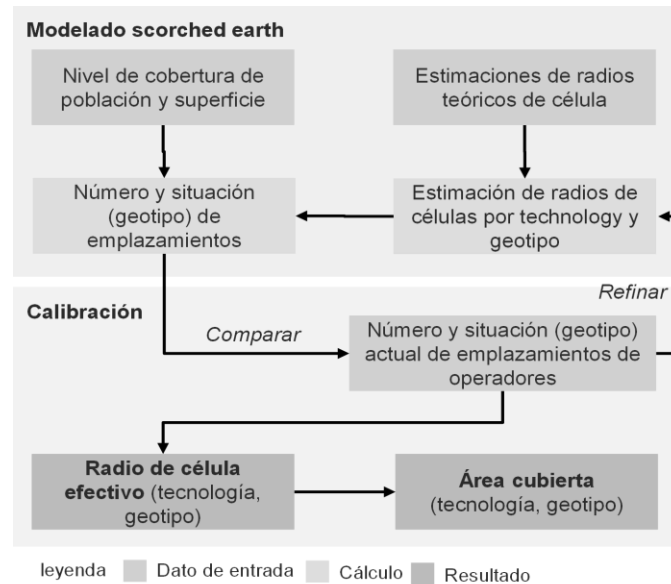 Modelado scorched earth
Nivel de cobertura de
población y superficie
Estimaciones de radios
teóricos de célula
Número y situación
(geotipo) de
emplazamientos
Estimación de radios de
células por technology y
geotipo
Refinar
Calibración
Comparar
Número y situación (geotipo)
actual de emplazamientos de
operadores
Radio de célula
efectivo (tecnología,
geotipo)
Área cubierta
(tecnología, geotipo)
leyenda Dato de entrada Cálculo Resultado